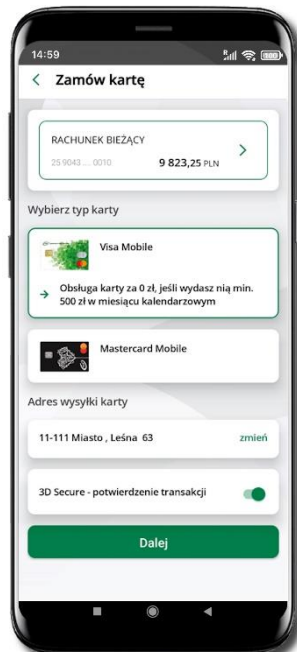 14:59
Zamów kartę
RACHUNEK BIEŻĄCY
25 9043 ... 0010 9 823,25 PLN
Wybierz typ karty
Visa Mobile
Obsługa karty za 0 zł, jeśli wydasz nią min.
500 zł w miesiącu kalendarzowym
Mastercard Mobile
Adres wysyłki karty
11-111 Miasto , Leśna 63 zmień
3D Secure - potwierdzenie transakcji
Dalej